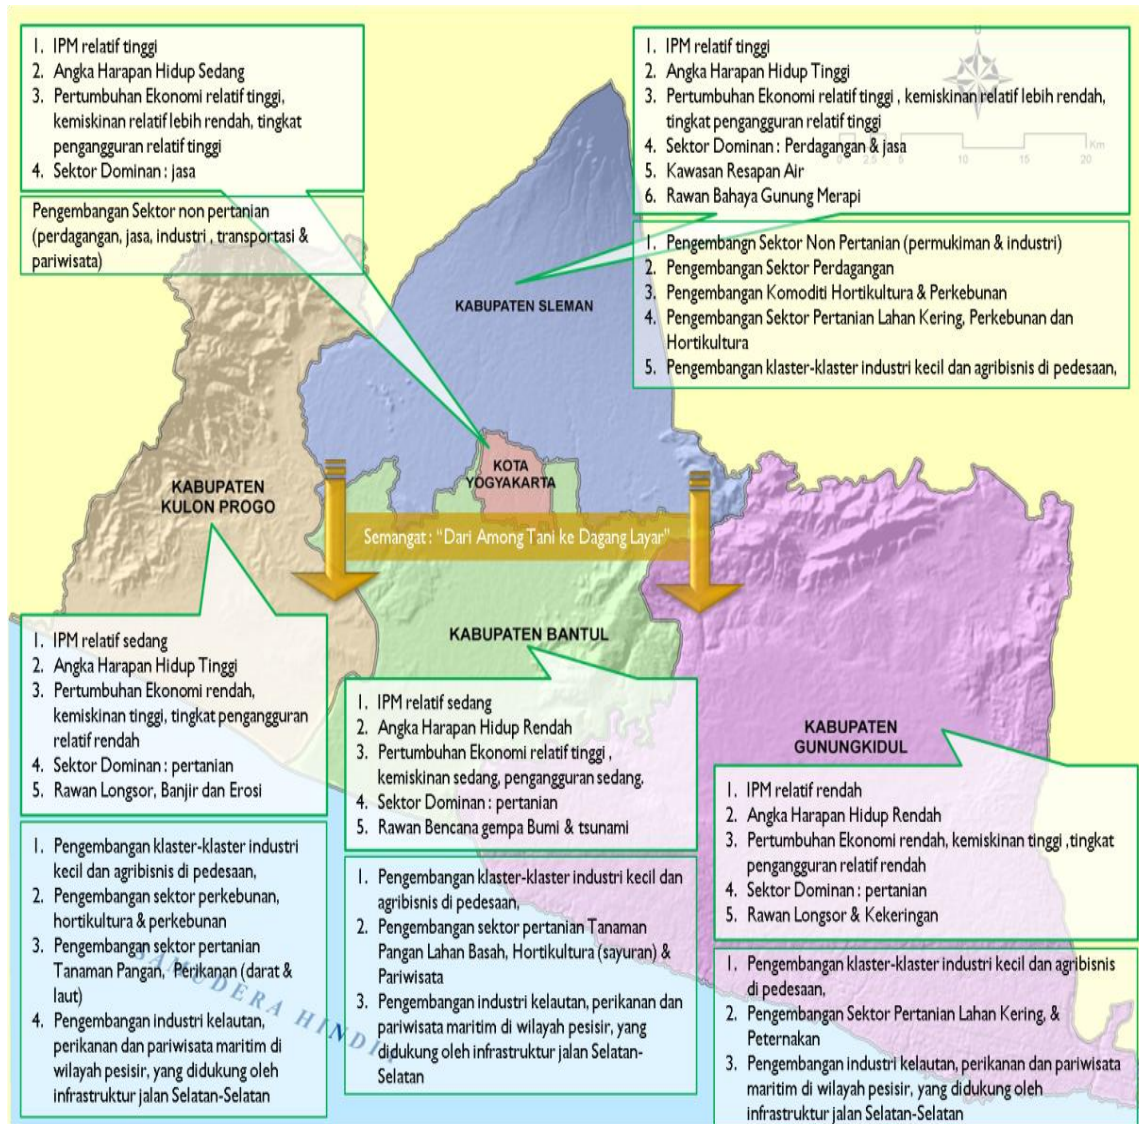 1. IPM relatif tinggi
2. Angka Harapan Hidup Sedang
3. Pertumbuhan Ekonomi relatif tinggi,
kemiskinan relatif lebih rendah, tingkat
pengangguran relatif tinggi
4. Sektor Dominan : jasa
Pengembangan Sektor non pertanian
(perdagangan, jasa, industri , transportasi &
pariwisata)
U
1. IPM relatif tinggi
2. Angka Harapan Hidup Tinggi
3. Pertumbuhan Ekonomi relatif tinggi , kemiskinan relatif lebih rendah,
tingkat pengangguran relatif tinggi
4. Sektor Dominan : Perdagangan & jasa
5. Kawasan Resapan Air
6. Rawan Bahaya Gunung Merapi
0 2.5 5 10 15 20
Km
1. Pengembangn Sektor Non Pertanian (permukiman & industri)
2. Pengembangan Sektor Perdagangan
3. Pengembangan Komoditi Hortikultura & Perkebunan
4. Pengembangan Sektor Pertanian Lahan Kering, Perkebunan dan
Hortikultura
5. Pengembangan klaster-klaster industri kecil dan agribisnis di pedesaan,
KABUPATEN SLEMAN
KOTA
YOGYAKARTA
KABUPATEN
KULON PROGO
Semangat : “Dari Among Tani ke Dagang Layar”
KABUPATEN BANTUL
KABUPATEN
GUNUNGKIDUL
1. IPM relatif sedang
2. Angka Harapan Hidup Tinggi
3. Pertumbuhan Ekonomi rendah,
kemiskinan tinggi, tingkat pengangguran
relatif rendah
4. Sektor Dominan : pertanian
5. Rawan Longsor, Banjir dan Erosi
1. Pengembangan klaster-klaster industri
kecil dan agribisnis di pedesaan,
2. Pengembangan sektor perkebunan,
hortikultura & perkebunan
3. Pengembangan sektor pertanian
Tanaman Pangan, Perikanan (darat &
laut)
4. Pengembangan industri kelautan,
perikanan dan pariwisata maritim di
wilayah pesisir, yang didukung oleh
infrastruktur jalan Selatan-Selatan
SAMUDERA HINDIA
1. IPM relatif sedang
2. Angka Harapan Hidup Rendah
3. Pertumbuhan Ekonomi relatif tinggi ,
kemiskinan sedang, pengangguran sedang.
4. Sektor Dominan : pertanian
5. Rawan Bencana gempa Bumi & tsunami
1. Pengembangan klaster-klaster industri kecil dan
agribisnis di pedesaan,
2. Pengembangan sektor pertanian Tanaman
Pangan Lahan Basah, Hortikultura (sayuran) &
Pariwisata
3. Pengembangan industri kelautan, perikanan dan
pariwisata maritim di wilayah pesisir, yang
didukung oleh infrastruktur jalan Selatan-
Selatan
1. IPM relatif rendah
2. Angka Harapan Hidup Rendah
3. Pertumbuhan Ekonomi rendah, kemiskinan tinggi ,tingkat
pengangguran relatif rendah
4. Sektor Dominan : pertanian
5. Rawan Longsor & Kekeringan
1. Pengembangan klaster-klaster industri kecil dan agribisnis
di pedesaan,
2. Pengembangan Sektor Pertanian Lahan Kering, &
Peternakan
3. Pengembangan industri kelautan, perikanan dan pariwisata
maritim di wilayah pesisir, yang didukung oleh
infrastruktur jalan Selatan-Selatan